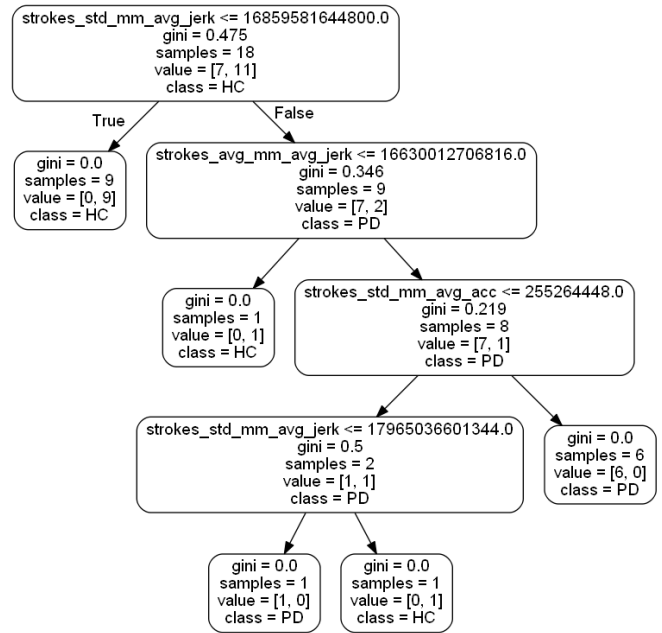 strokes_std_mm_avg_jerk <= 16859581644800.0
gini = 0.475
samples = 18
value = [7, 11]
class = HC
True
False
gini = 0.0
samples = 9
value = [0, 9]
class = HC
strokes_avg_mm_avg_jerk <= 16630012706816.0
gini = 0.346
samples = 9
value = [7, 2]
class = PD
gini = 0.0
samples = 1
value = [0, 1]
class = HC
strokes_std_mm_avg_acc <= 255264448.0
gini = 0.219
samples = 8
value = [7, 1]
class = PD
strokes_std_mm_avg_jerk <= 17965036601344.0
gini = 0.5
samples = 2
value = [1, 1]
class = PD
gini = 0.0
samples = 6
value = [6, 0]
class = PD
gini = 0.0
samples = 1
value = [1, 0]
class = PD
gini = 0.0
samples = 1
value = [0, 1]
class = HC